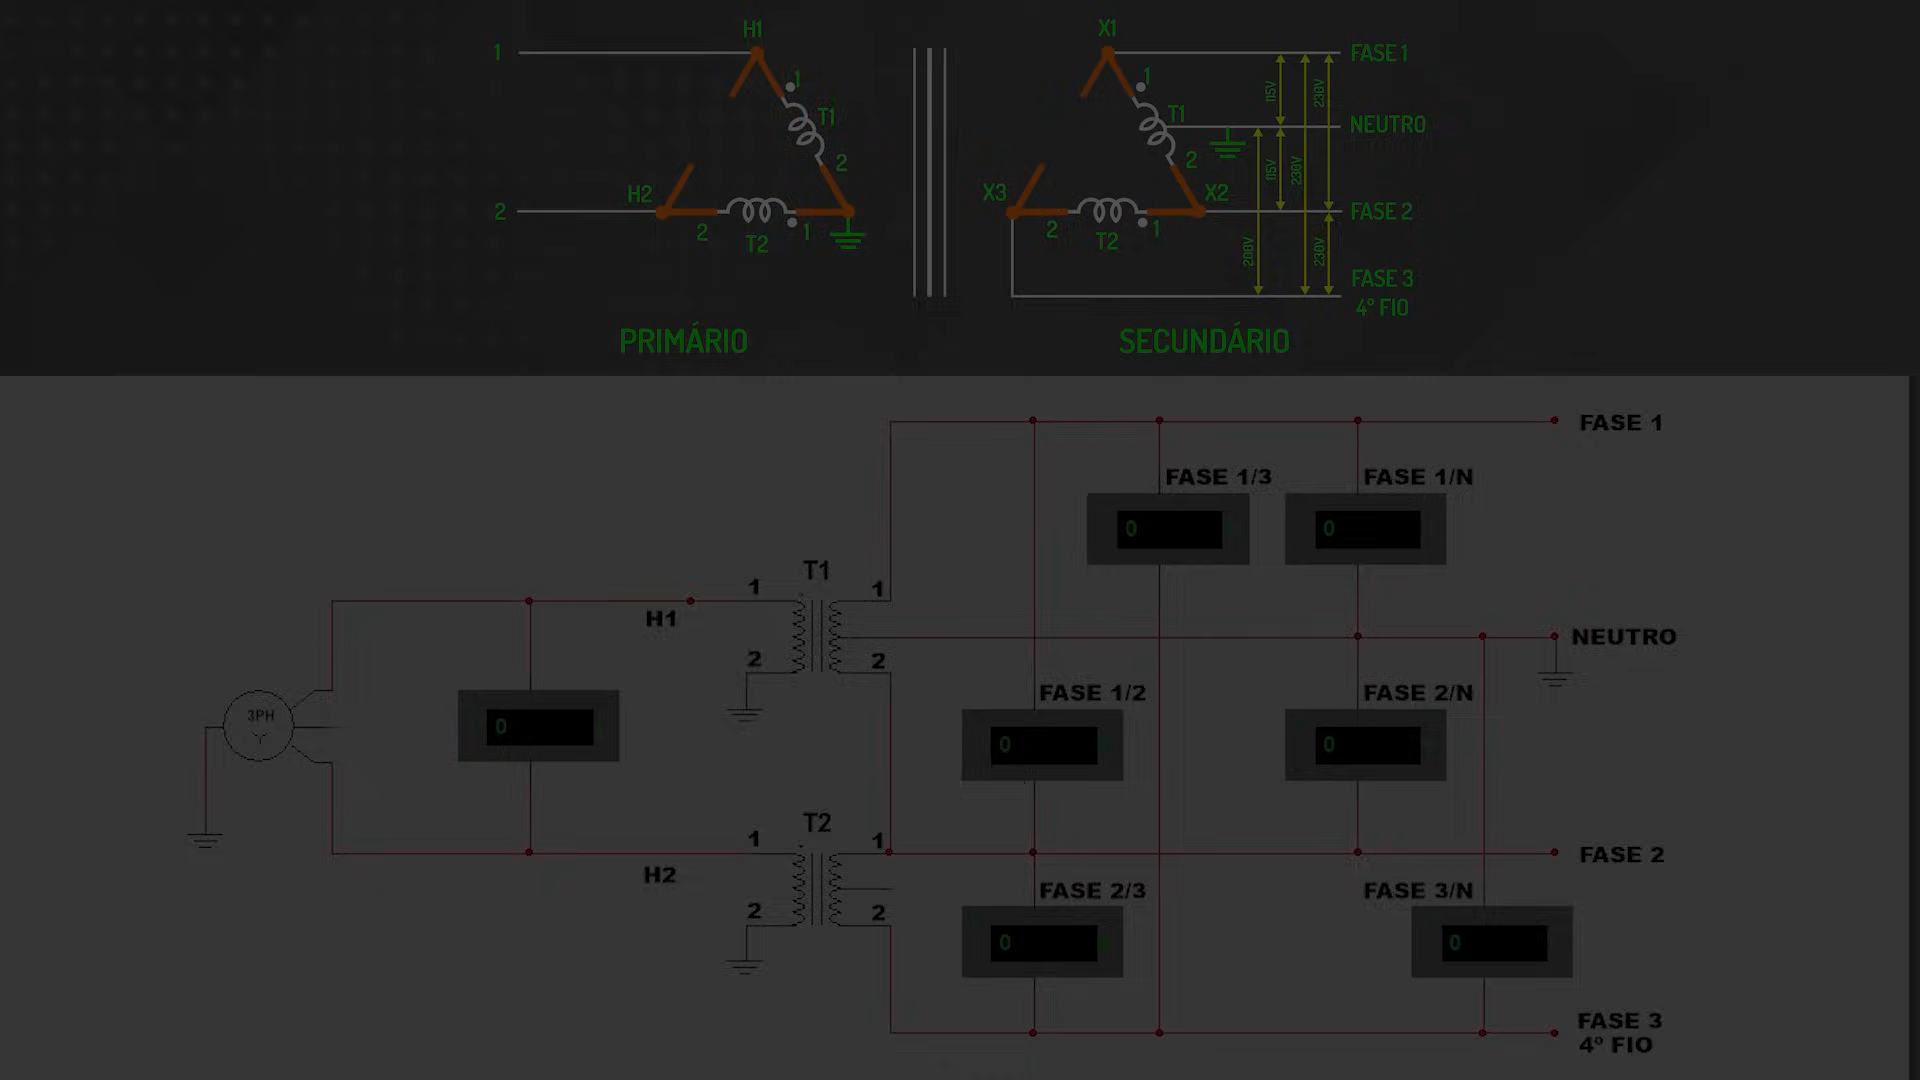 H1
X1
1
FASE 1
1
1
115V
230V
T1
T1
NEUTRO
2
2
115V
230V
H2
X3
X2
2
FASE 2
2
1
2
1
T2
T2
200V
230V
FASE 3
4º FIO
PRIMÁRIO
SECUNDÁRIO
FASE 1
FASE 1/3
FASE 1/N
0
0
T1
1
1
H1
NEUTRO
2
2
FASE 1/2
FASE 2/N
3PH
Y
0
0
0
T2
1
1
FASE 2
H2
FASE 2/3
FASE 3/N
2
2
0
0
FASE 3
4º FIO